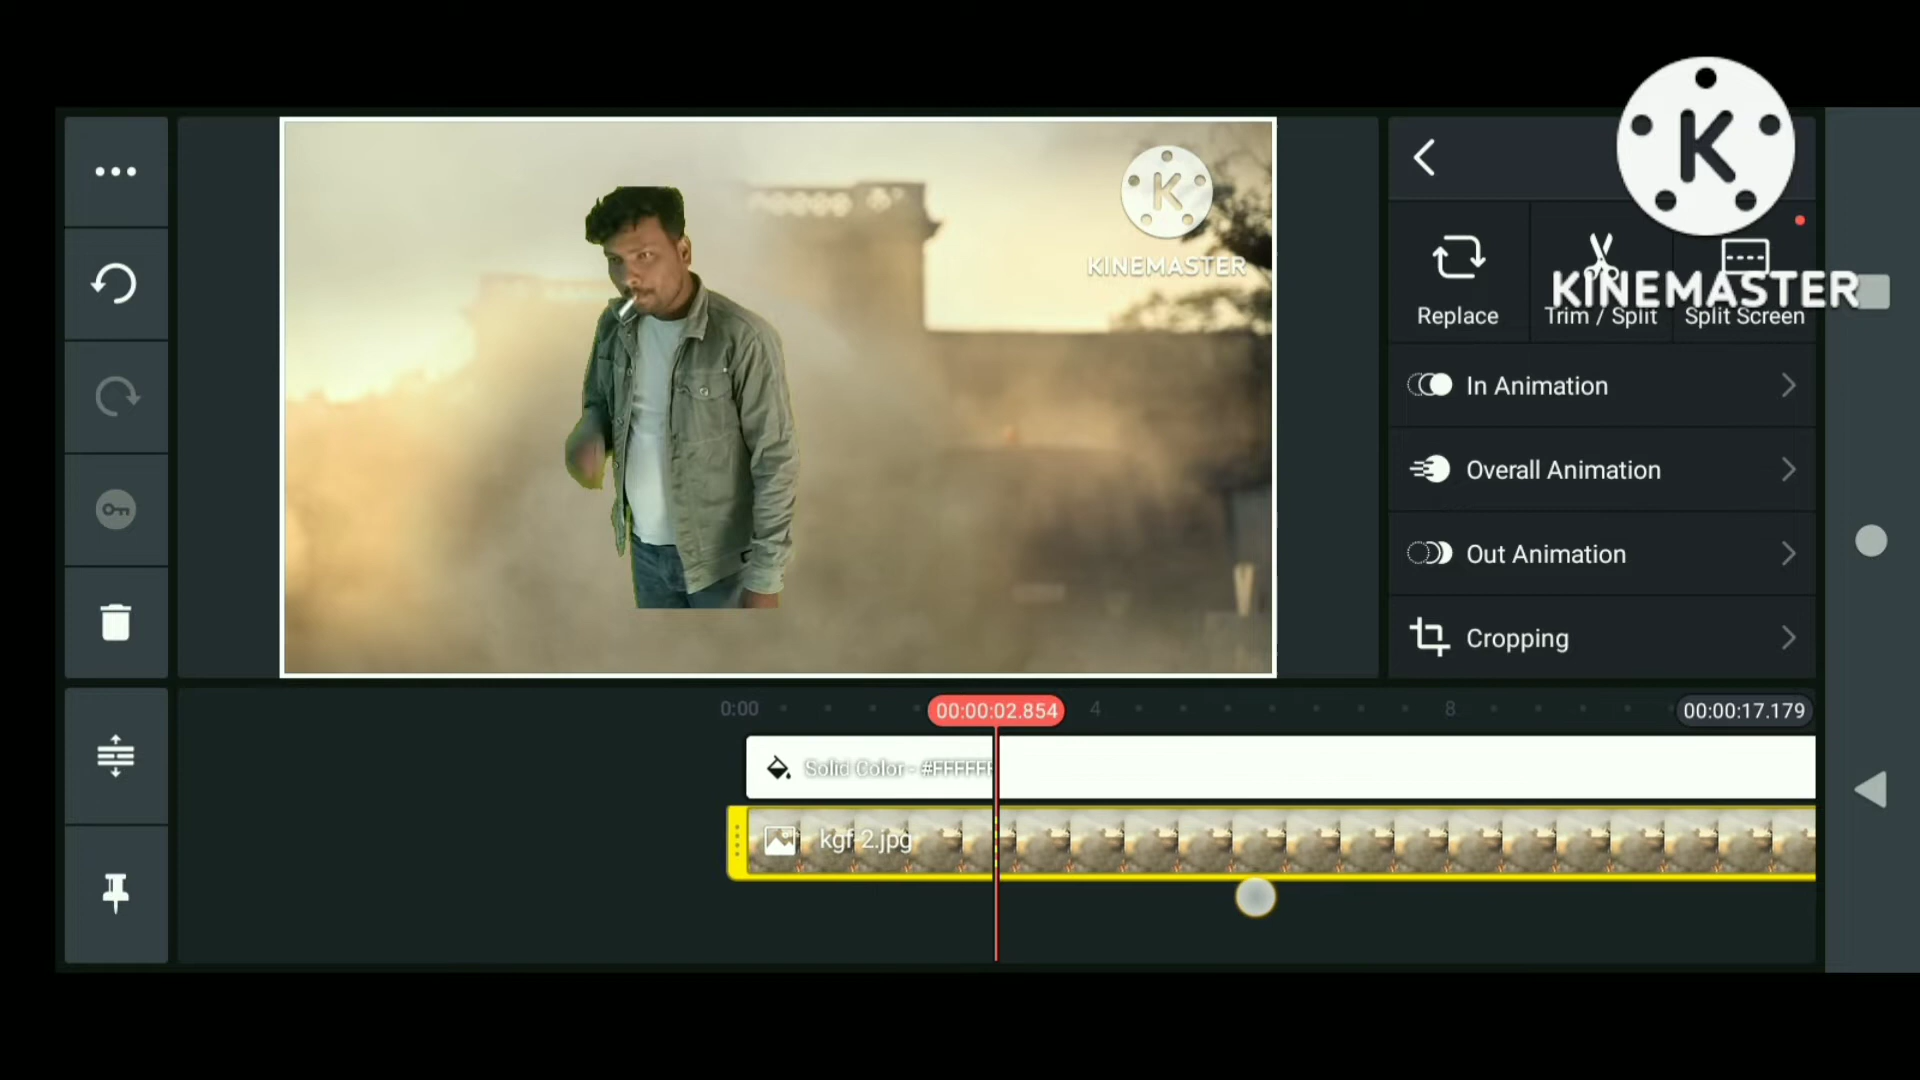 K
KINEMASTER
K
KINEMASTER
Replace
Trim / Split
Split Screen
In Animation
Overall Animation
Out Animation
Cropping
0:00
00:00:02.854
4
8
00:00:17.179
Solid Color - #FFFFFF
kgf-2.jpg